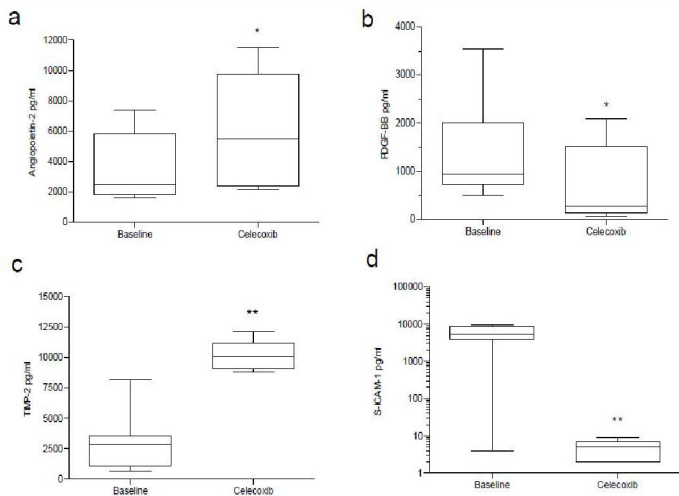 a
Angiopoietin-2 pg/ml
12000
10000
8000
6000
4000
2000
0
*
Baseline
Celecoxib
b
PDGF-BB pg/ml
4000
3000
2000
1000
0
*
Baseline
Celecoxib
c
TIMP-2 pg/ml
15000
12500
10000
7500
5000
2500
0
**
Baseline
Celecoxib
d
S-ICAM-1 pg/ml
100000
10000
1000
100
10
1
**
Baseline
Celecoxib